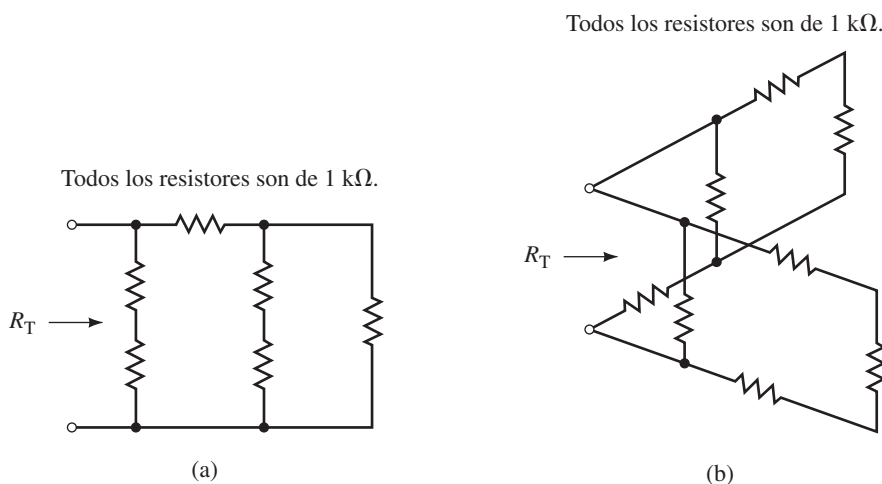 Todos los resistores son de 1 kΩ.
R_T
(a)
Todos los resistores son de 1 kΩ.
R_T
(b)